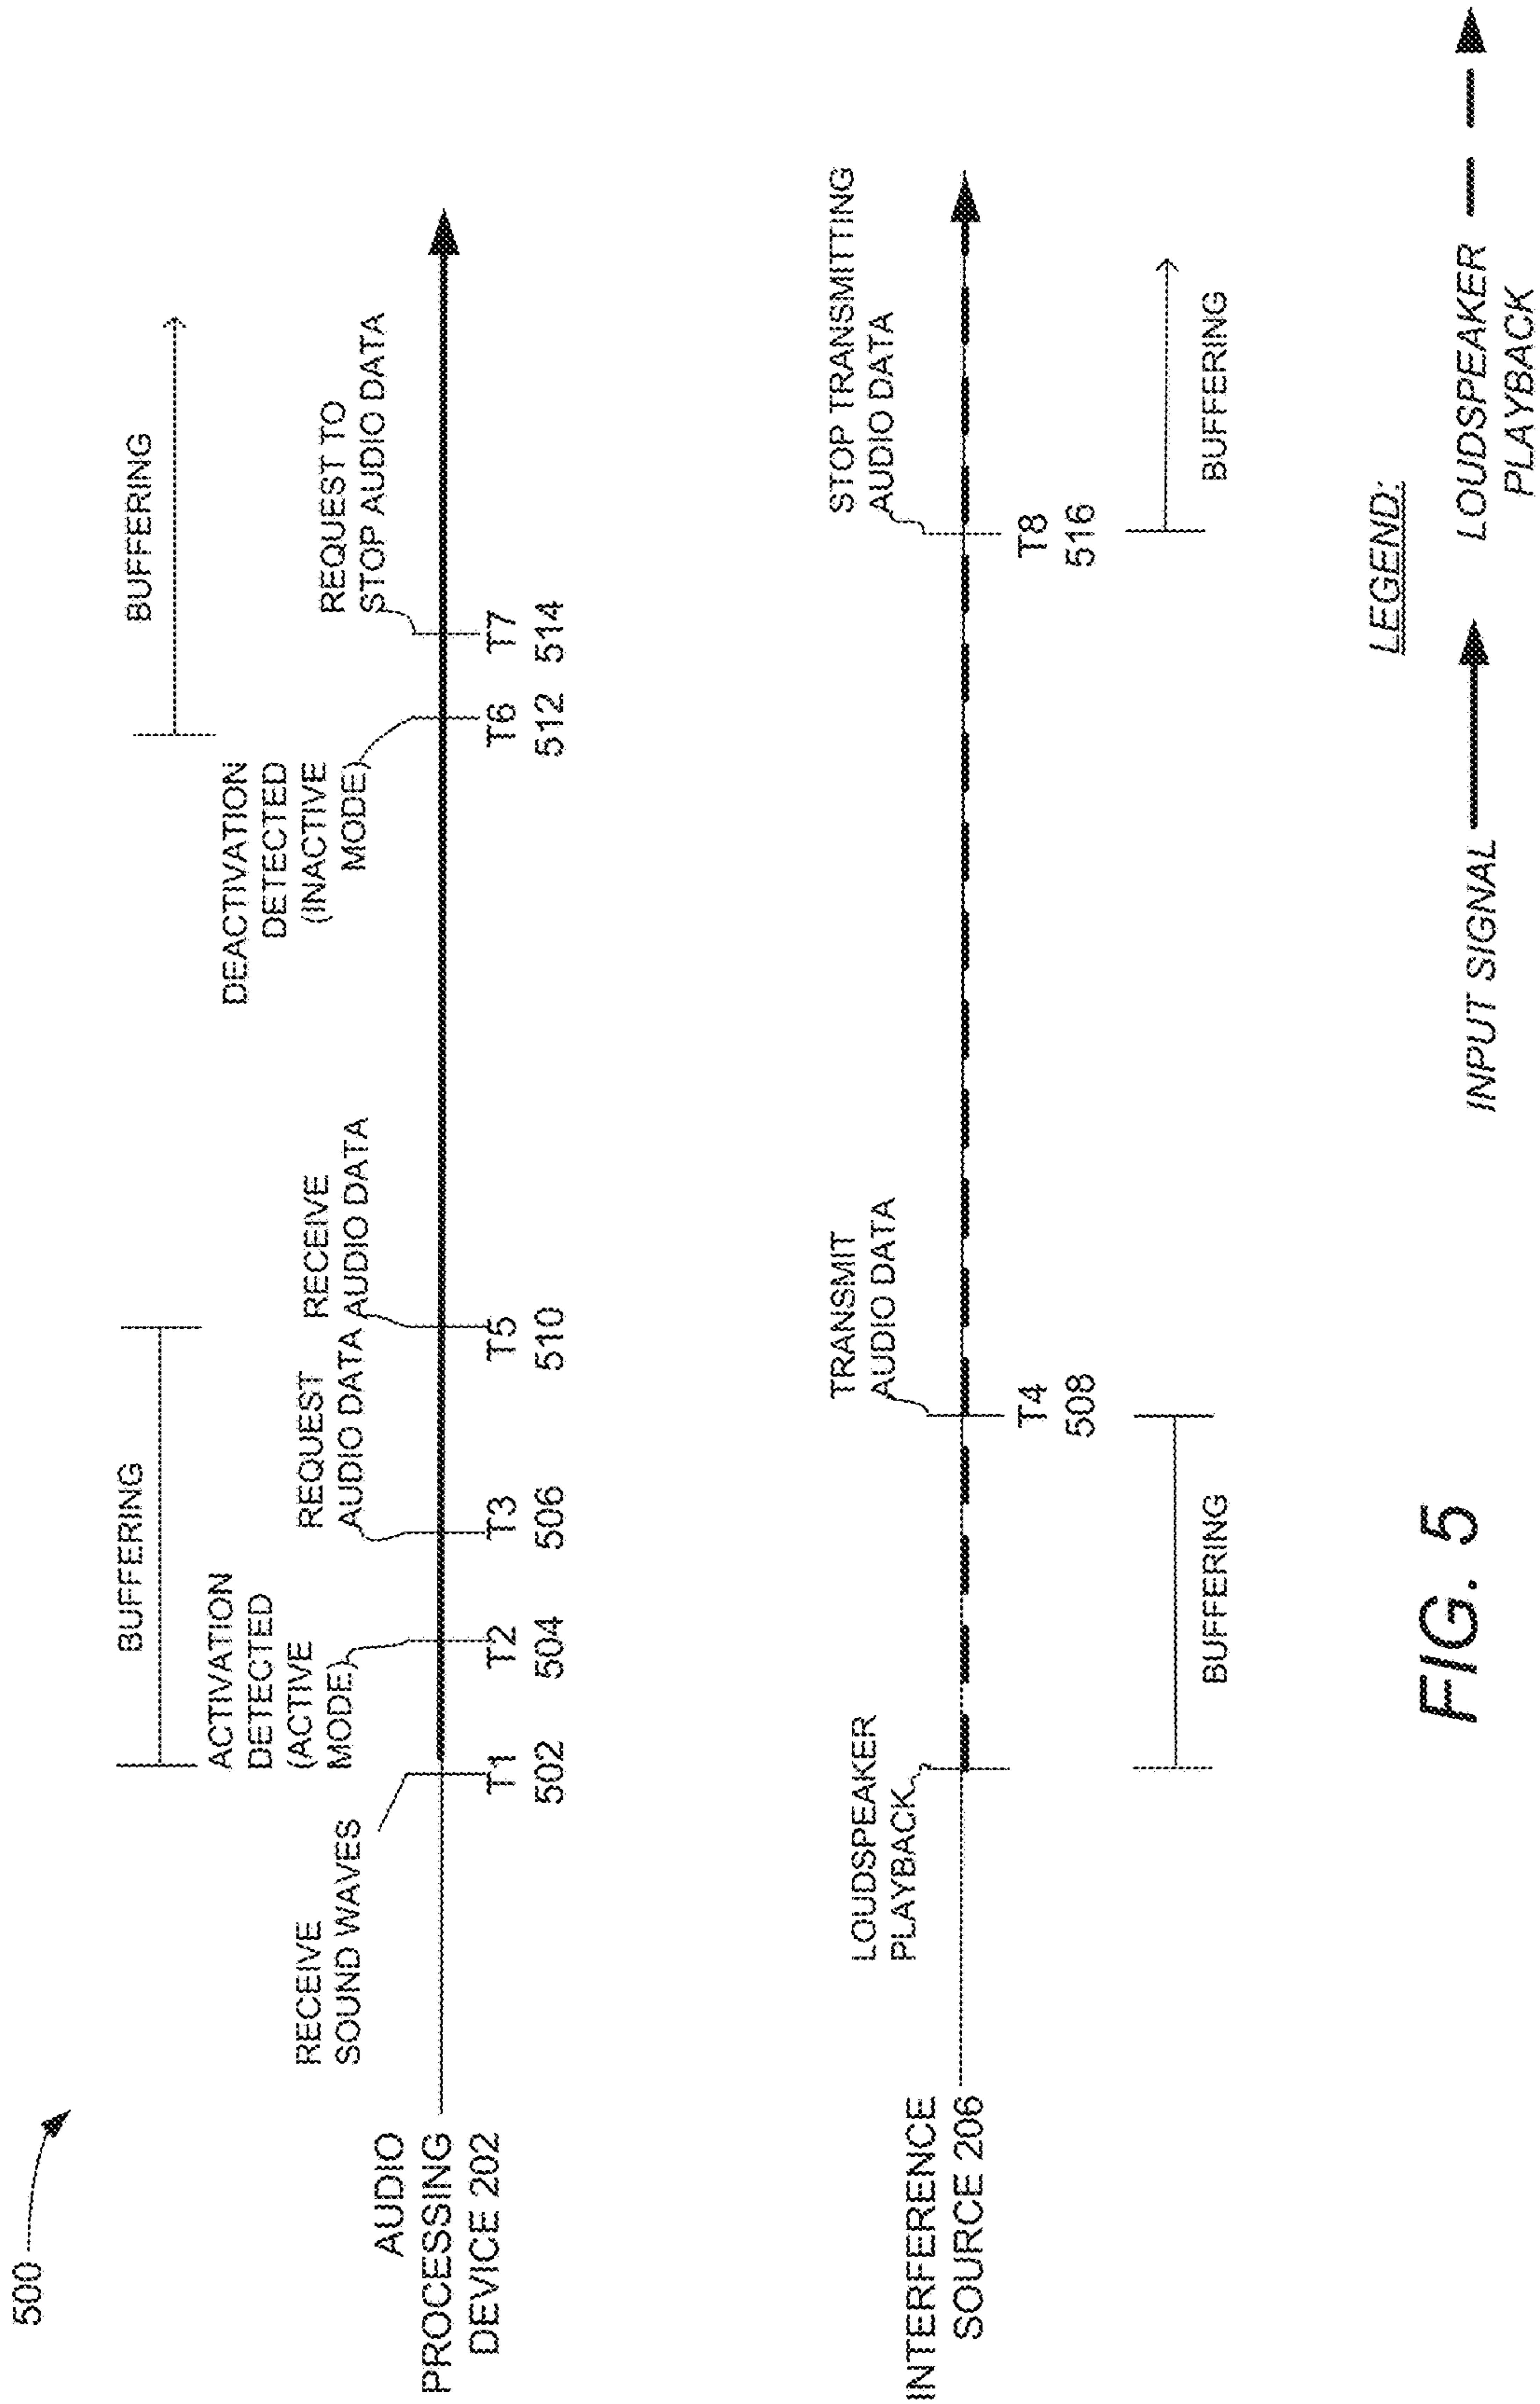 500
BUFFERING
BUFFERING
ACTIVATION
DETECTED
(ACTIVE
MODE)
DEACTIVATION
DETECTED
(INACTIVE
MODE)
RECEIVE
SOUND WAVES
REQUEST
AUDIO DATA
RECEIVE
AUDIO DATA
REQUEST TO
STOP AUDIO DATA
AUDIO
PROCESSING
DEVICE 202
T1
502
T2
504
T3
506
T5
510
T6
512
T7
514
LOUDSPEAKER
PLAYBACK
TRANSMIT
AUDIO DATA
STOP TRANSMITTING
AUDIO DATA
INTERFERENCE
SOURCE 206
T4
508
T8
516
BUFFERING
BUFFERING
LEGEND:
INPUT SIGNAL
LOUDSPEAKER
PLAYBACK
FIG. 5